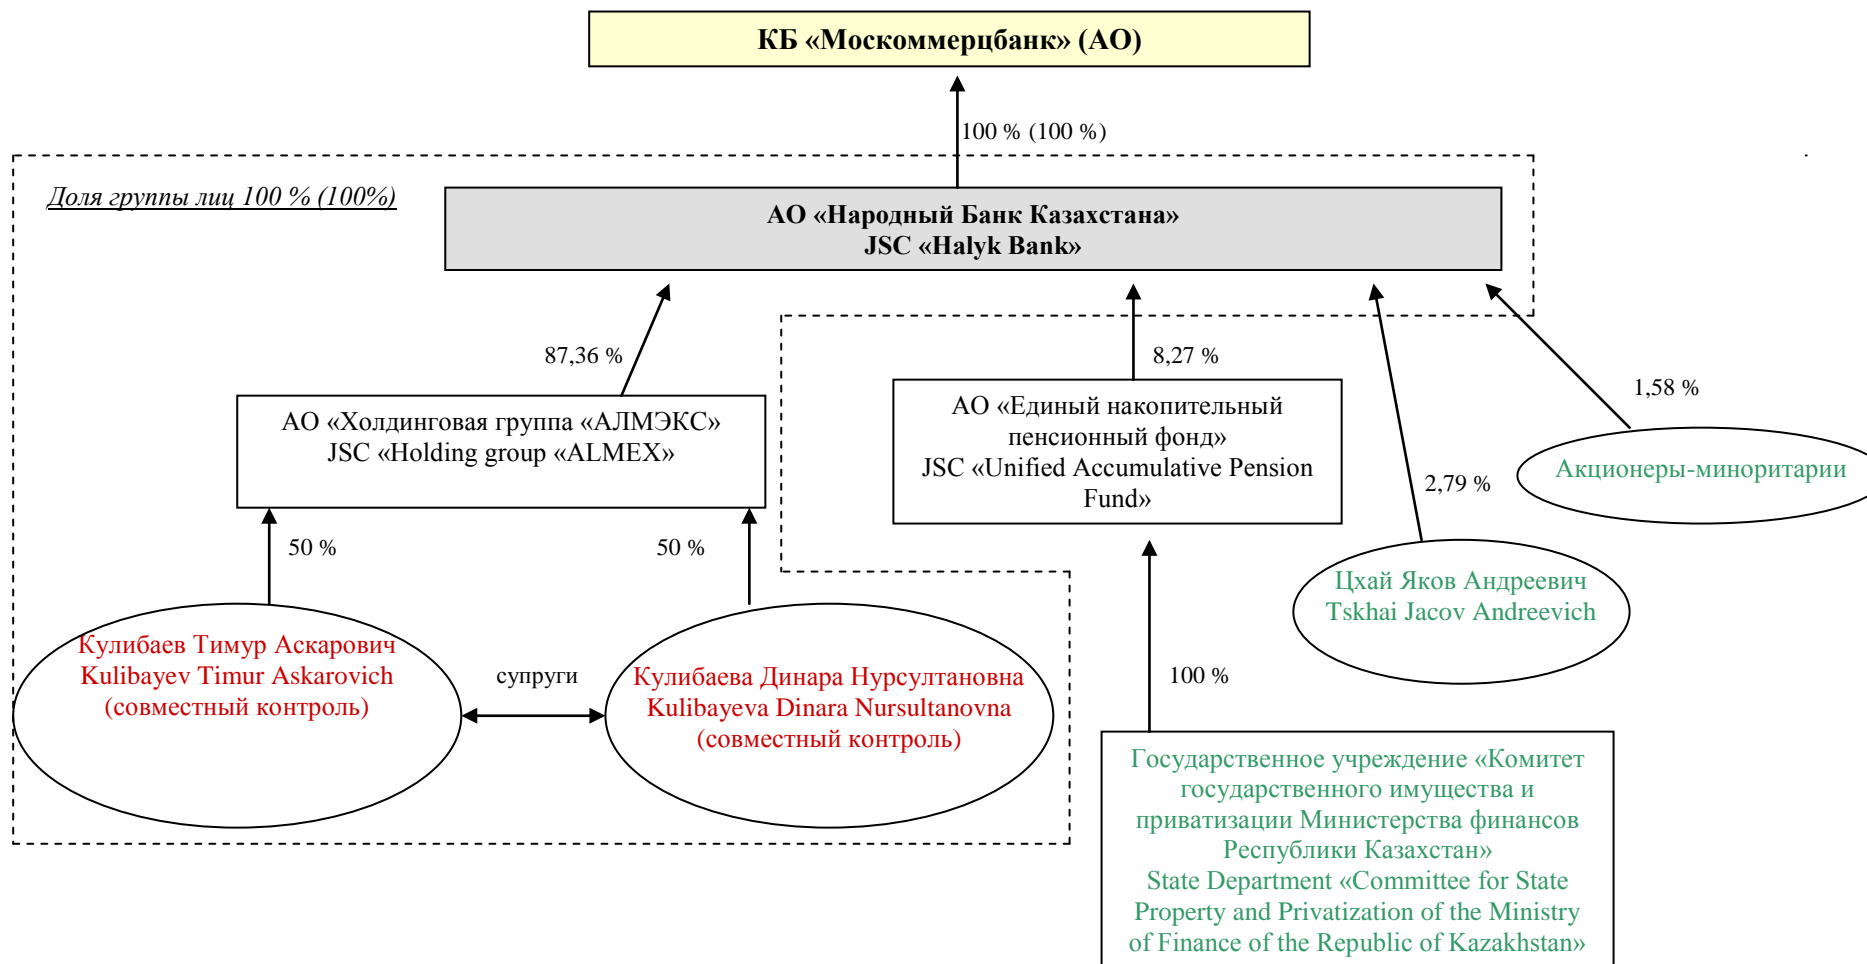 КБ «Москоммерцбанк» (АО)
100 % (100 %)
Доля группы лиц 100 % (100%)
АО «Народный Банк Казахстана»
JSC «Halyk Bank»
87,36 %
8,27 %
1,58 %
2,79 %
АО «Холдинговая группа «АЛМЭКС»
JSC «Holding group «ALMEX»
АО «Единый накопительный
пенсионный фонд»
JSC «Unified Accumulative Pension
Fund»
Акционеры-миноритарии
50 %
50 %
Цхай Яков Андреевич
Tskhai Jacov Andreevich
Кулибаев Тимур Аскарович
Kulibayev Timur Askarovich
(совместный контроль)
супруги
Кулибаева Динара Нурсултановна
Kulibayeva Dinara Nursultanovna
(совместный контроль)
100 %
Государственное учреждение «Комитет
государственного имущества и
приватизации Министерства финансов
Республики Казахстан»
State Department «Committee for State
Property and Privatization of the Ministry
of Finance of the Republic of Kazakhstan»